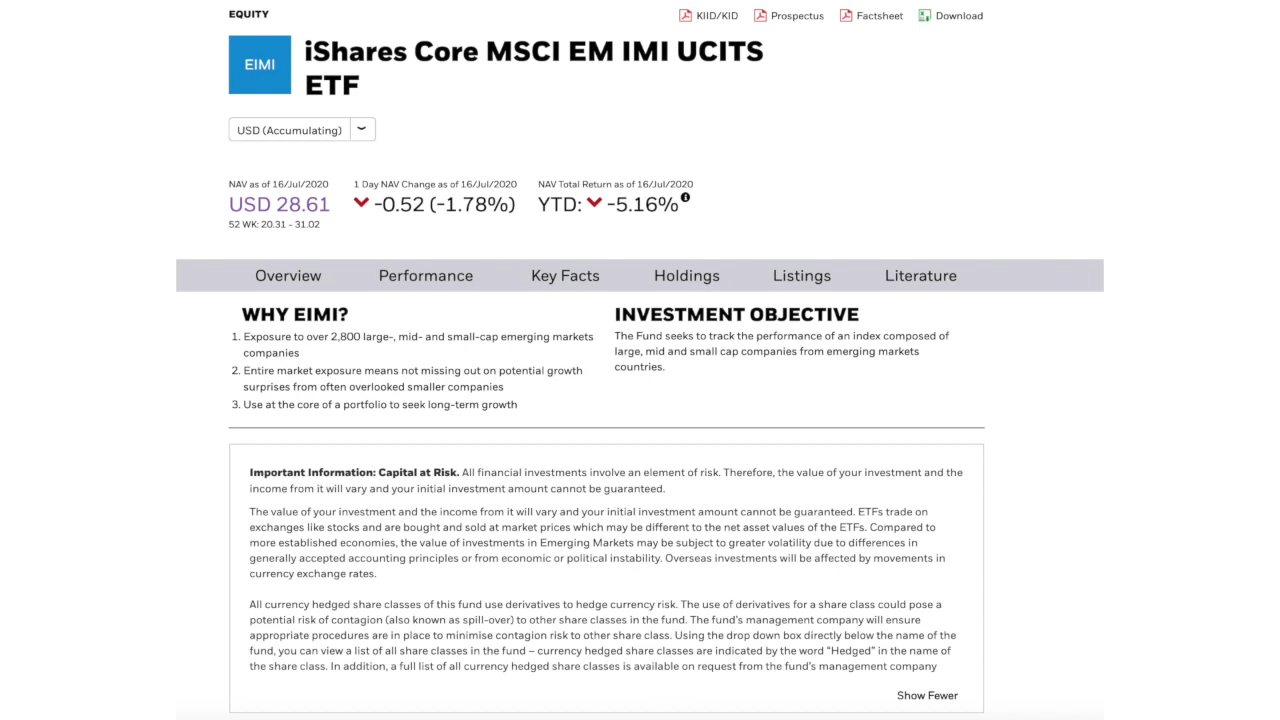 EQUITY
KIID/KID Prospectus Factsheet Download
EIMI
iShares Core MSCI EM IMI UCITS
ETF
USD (Accumulating)
NAV as of 16/Jul/2020 1 Day NAV Change as of 16/Jul/2020 NAV Total Return as of 16/Jul/2020
USD 28.61 -0.52 (-1.78%) YTD: -5.16%
52 WK: 20.31 - 31.02
Overview Performance Key Facts Holdings Listings Literature
WHY EIMI?
1. Exposure to over 2,800 large-, mid- and small-cap emerging markets
companies
2. Entire market exposure means not missing out on potential growth
surprises from often overlooked smaller companies
3. Use at the core of a portfolio to seek long-term growth
INVESTMENT OBJECTIVE
The Fund seeks to track the performance of an index composed of
large, mid and small cap companies from emerging markets
countries.
Important Information: Capital at Risk. All financial investments involve an element of risk. Therefore, the value of your investment and the
income from it will vary and your initial investment amount cannot be guaranteed.
The value of your investment and the income from it will vary and your initial investment amount cannot be guaranteed. ETFs trade on
exchanges like stocks and are bought and sold at market prices which may be different to the net asset values of the ETFs. Compared to
more established economies, the value of investments in Emerging Markets may be subject to greater volatility due to differences in
generally accepted accounting principles or from economic or political instability. Overseas investments will be affected by movements in
currency exchange rates.
All currency hedged share classes of this fund use derivatives to hedge currency risk. The use of derivatives for a share class could pose a
potential risk of contagion (also known as spill-over) to other share classes in the fund. The fund's management company will ensure
appropriate procedures are in place to minimise contagion risk to other share class. Using the drop down box directly below the name of the
fund, you can view a list of all share classes in the fund – currency hedged share classes are indicated by the word “Hedged” in the name of
the share class. In addition, a full list of all currency hedged share classes is available on request from the fund's management company
Show Fewer